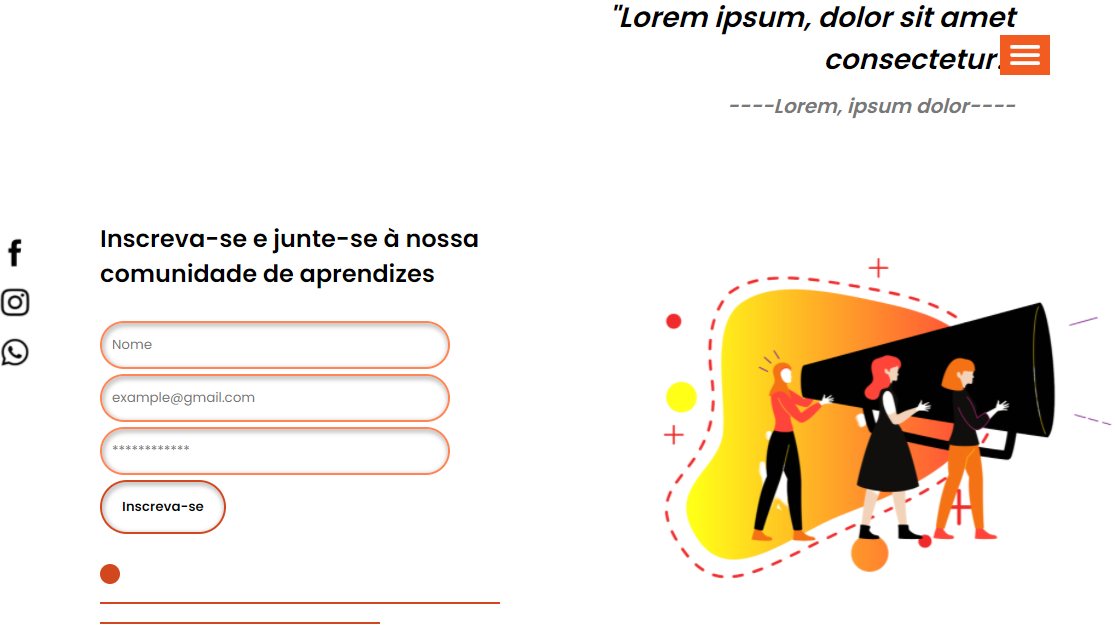 "Lorem ipsum, dolor sit amet
consectetur.
----Lorem, ipsum dolor----
Inscreva-se e junte-se à nossa
comunidade de aprendizes
Nome
example@gmail.com
************
Inscreva-se